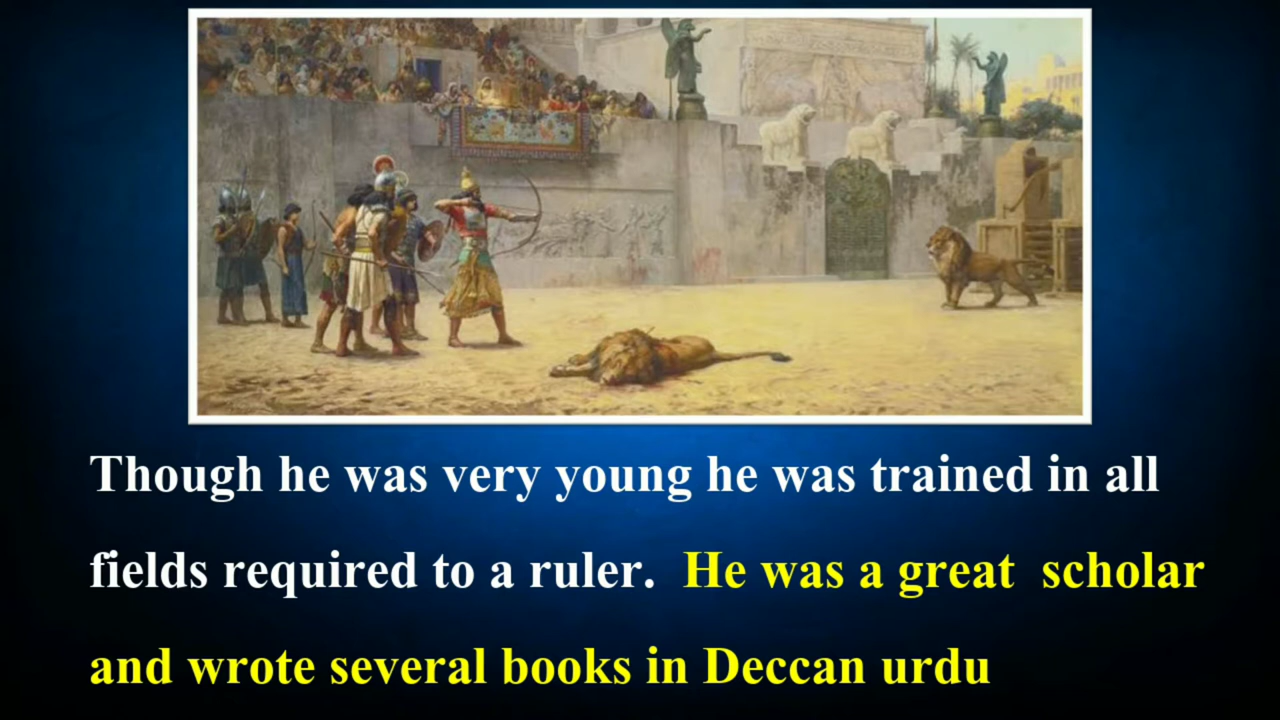 Though he was very young he was trained in all
fields required to a ruler.  He was a great  scholar
and wrote several books in Deccan urdu